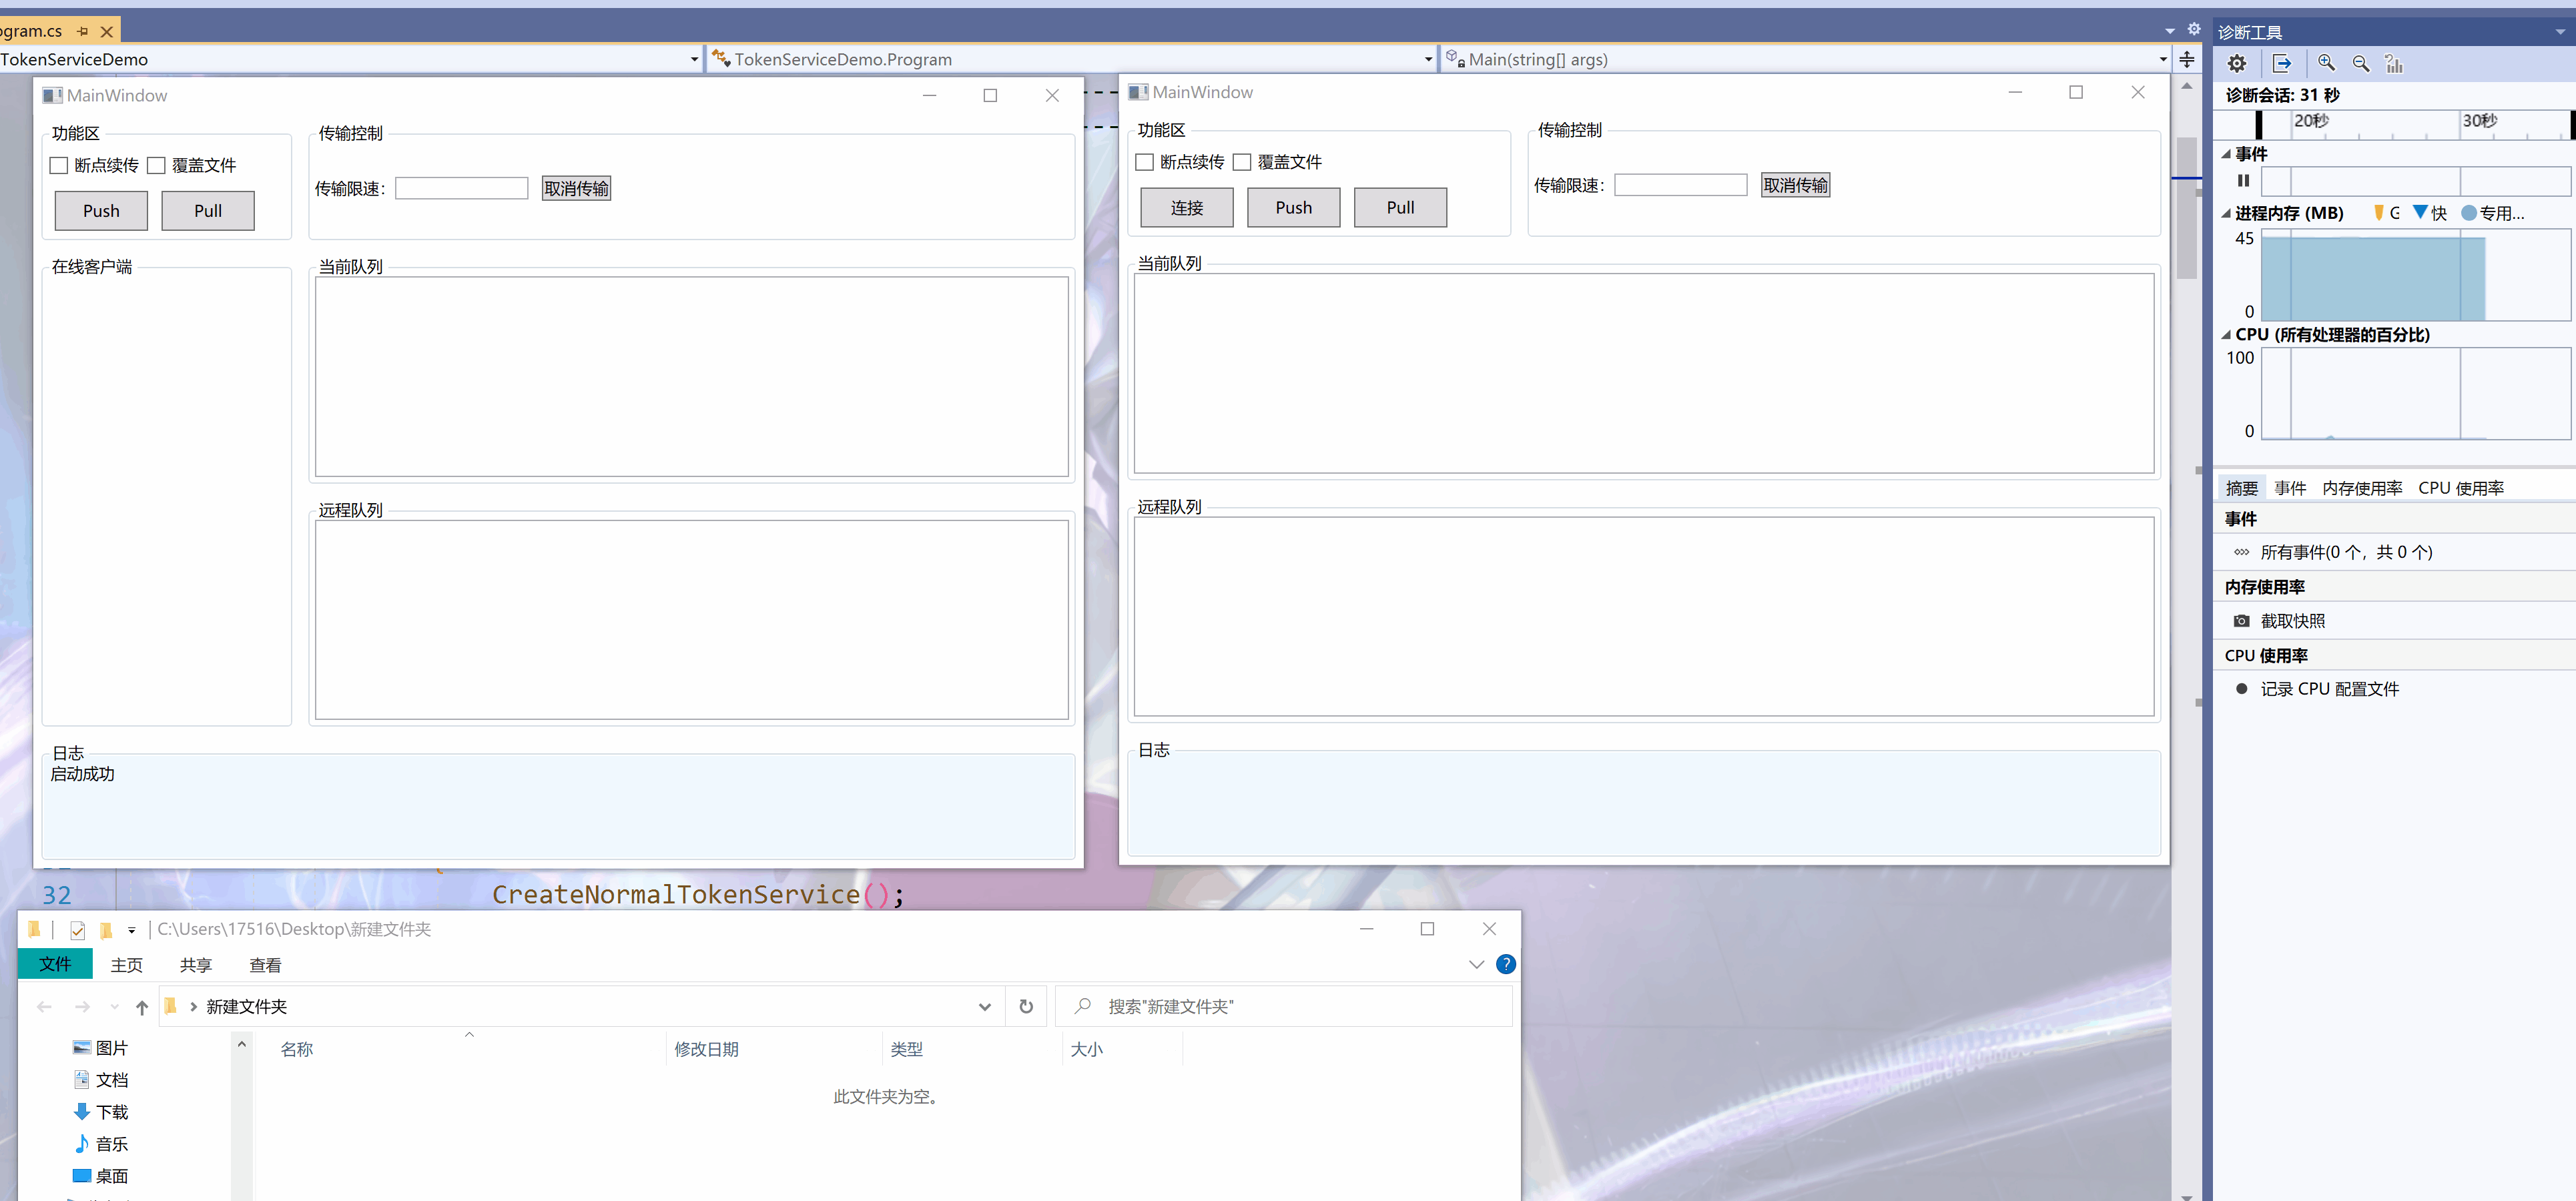 ogram.cs
TokenServiceDemo
TokenServiceDemo.Program
Main(string[] args)
MainWindow
功能区
断点续传
覆盖文件
Push
Pull
传输控制
传输限速：
取消传输
在线客户端
当前队列
远程队列
日志
启动成功
MainWindow
功能区
断点续传
覆盖文件
连接
Push
Pull
传输控制
传输限速：
取消传输
当前队列
远程队列
日志
32
CreateNormalTokenService();
C:\Users\17516\Desktop\新建文件夹
文件
主页
共享
查看
新建文件夹
搜索"新建文件夹"
图片
文档
下载
音乐
桌面
名称
修改日期
类型
大小
此文件夹为空。
诊断工具
诊断会话: 31 秒
20秒
30秒
事件
进程内存 (MB)
G
快
专用...
45
0
CPU (所有处理器的百分比)
100
0
摘要
事件
内存使用率
CPU 使用率
事件
所有事件(0 个，共 0 个)
内存使用率
截取快照
CPU 使用率
记录 CPU 配置文件